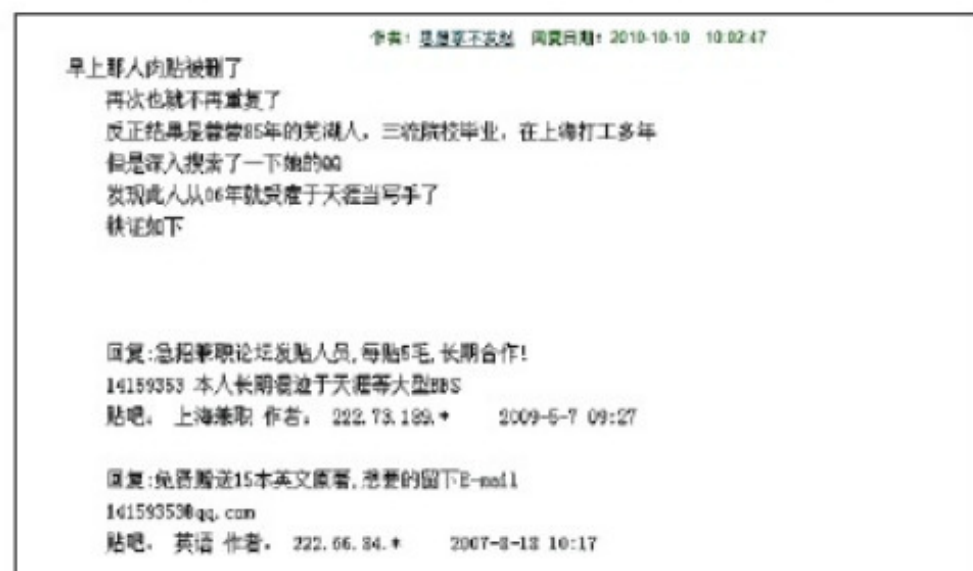 作者: 回复日期: 2010-10-10 10:02:47
早上那人肉贴被删了
再次也就不再重复了
反正结果是蓉蓉85年的芜湖人，三流院校毕业，在上海打工多年
但是深入搜索了一下她的QQ
发现此人从06年就受雇于天涯当写手了
铁证如下
回复:急招兼职论坛发贴人员,每贴5毛,长期合作!
14159353 本人长期混迹于天涯等大型BBS
贴吧: 上海兼职 作者: 222.73.189.* 2009-5-7 09:27
回复:免费赠送15本英文原著,想要的留下E-mail
14159353@qq.com
贴吧: 英语 作者: 222.66.84.* 2007-8-13 10:17